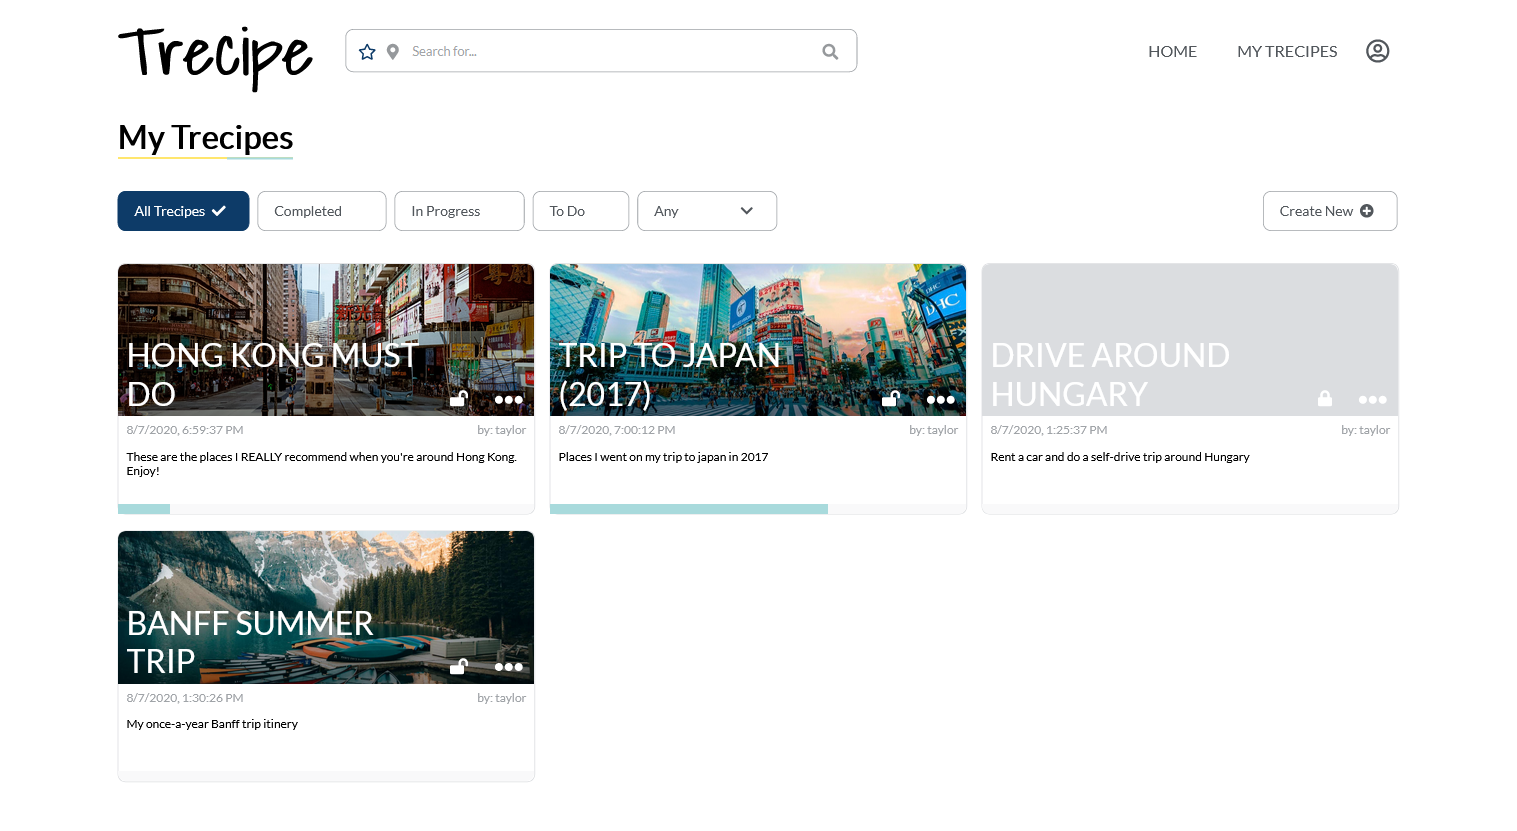 Trecipe
Search for...
HOME
MY TRECIPES
My Trecipes
All Trecipes
Completed
In Progress
To Do
Any
Create New
HONG KONG MUST
DO
8/7/2020, 6:59:37 PM
by: taylor
These are the places I REALLY recommend when you're around Hong Kong.
Enjoy!
DHC
DHC
TRIP TO JAPAN
(2017)
8/7/2020, 7:00:12 PM
by: taylor
Places I went on my trip to japan in 2017
DRIVE AROUND
HUNGARY
8/7/2020, 1:25:37 PM
by: taylor
Rent a car and do a self-drive trip around Hungary
BANFF SUMMER
TRIP
8/7/2020, 1:30:26 PM
by: taylor
My once-a-year Banff trip itinery